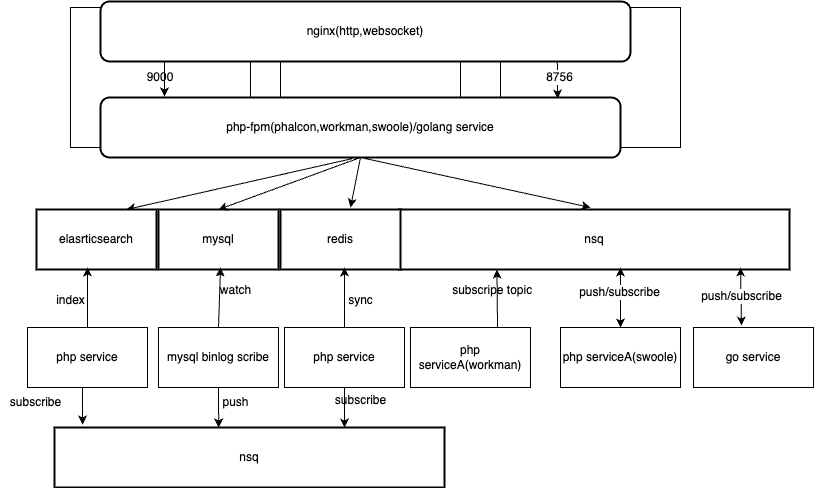 nginx(http,websocket)
9000
8756
php-fpm(phalcon,workman,swoole)/golang service
elasrticsearch
mysql
redis
nsq
index
watch
sync
subscripe topic
push/subscribe
push/subscribe
php service
mysql binlog scribe
php service
php
serviceA(workman)
php serviceA(swoole)
go service
subscribe
push
subscribe
nsq